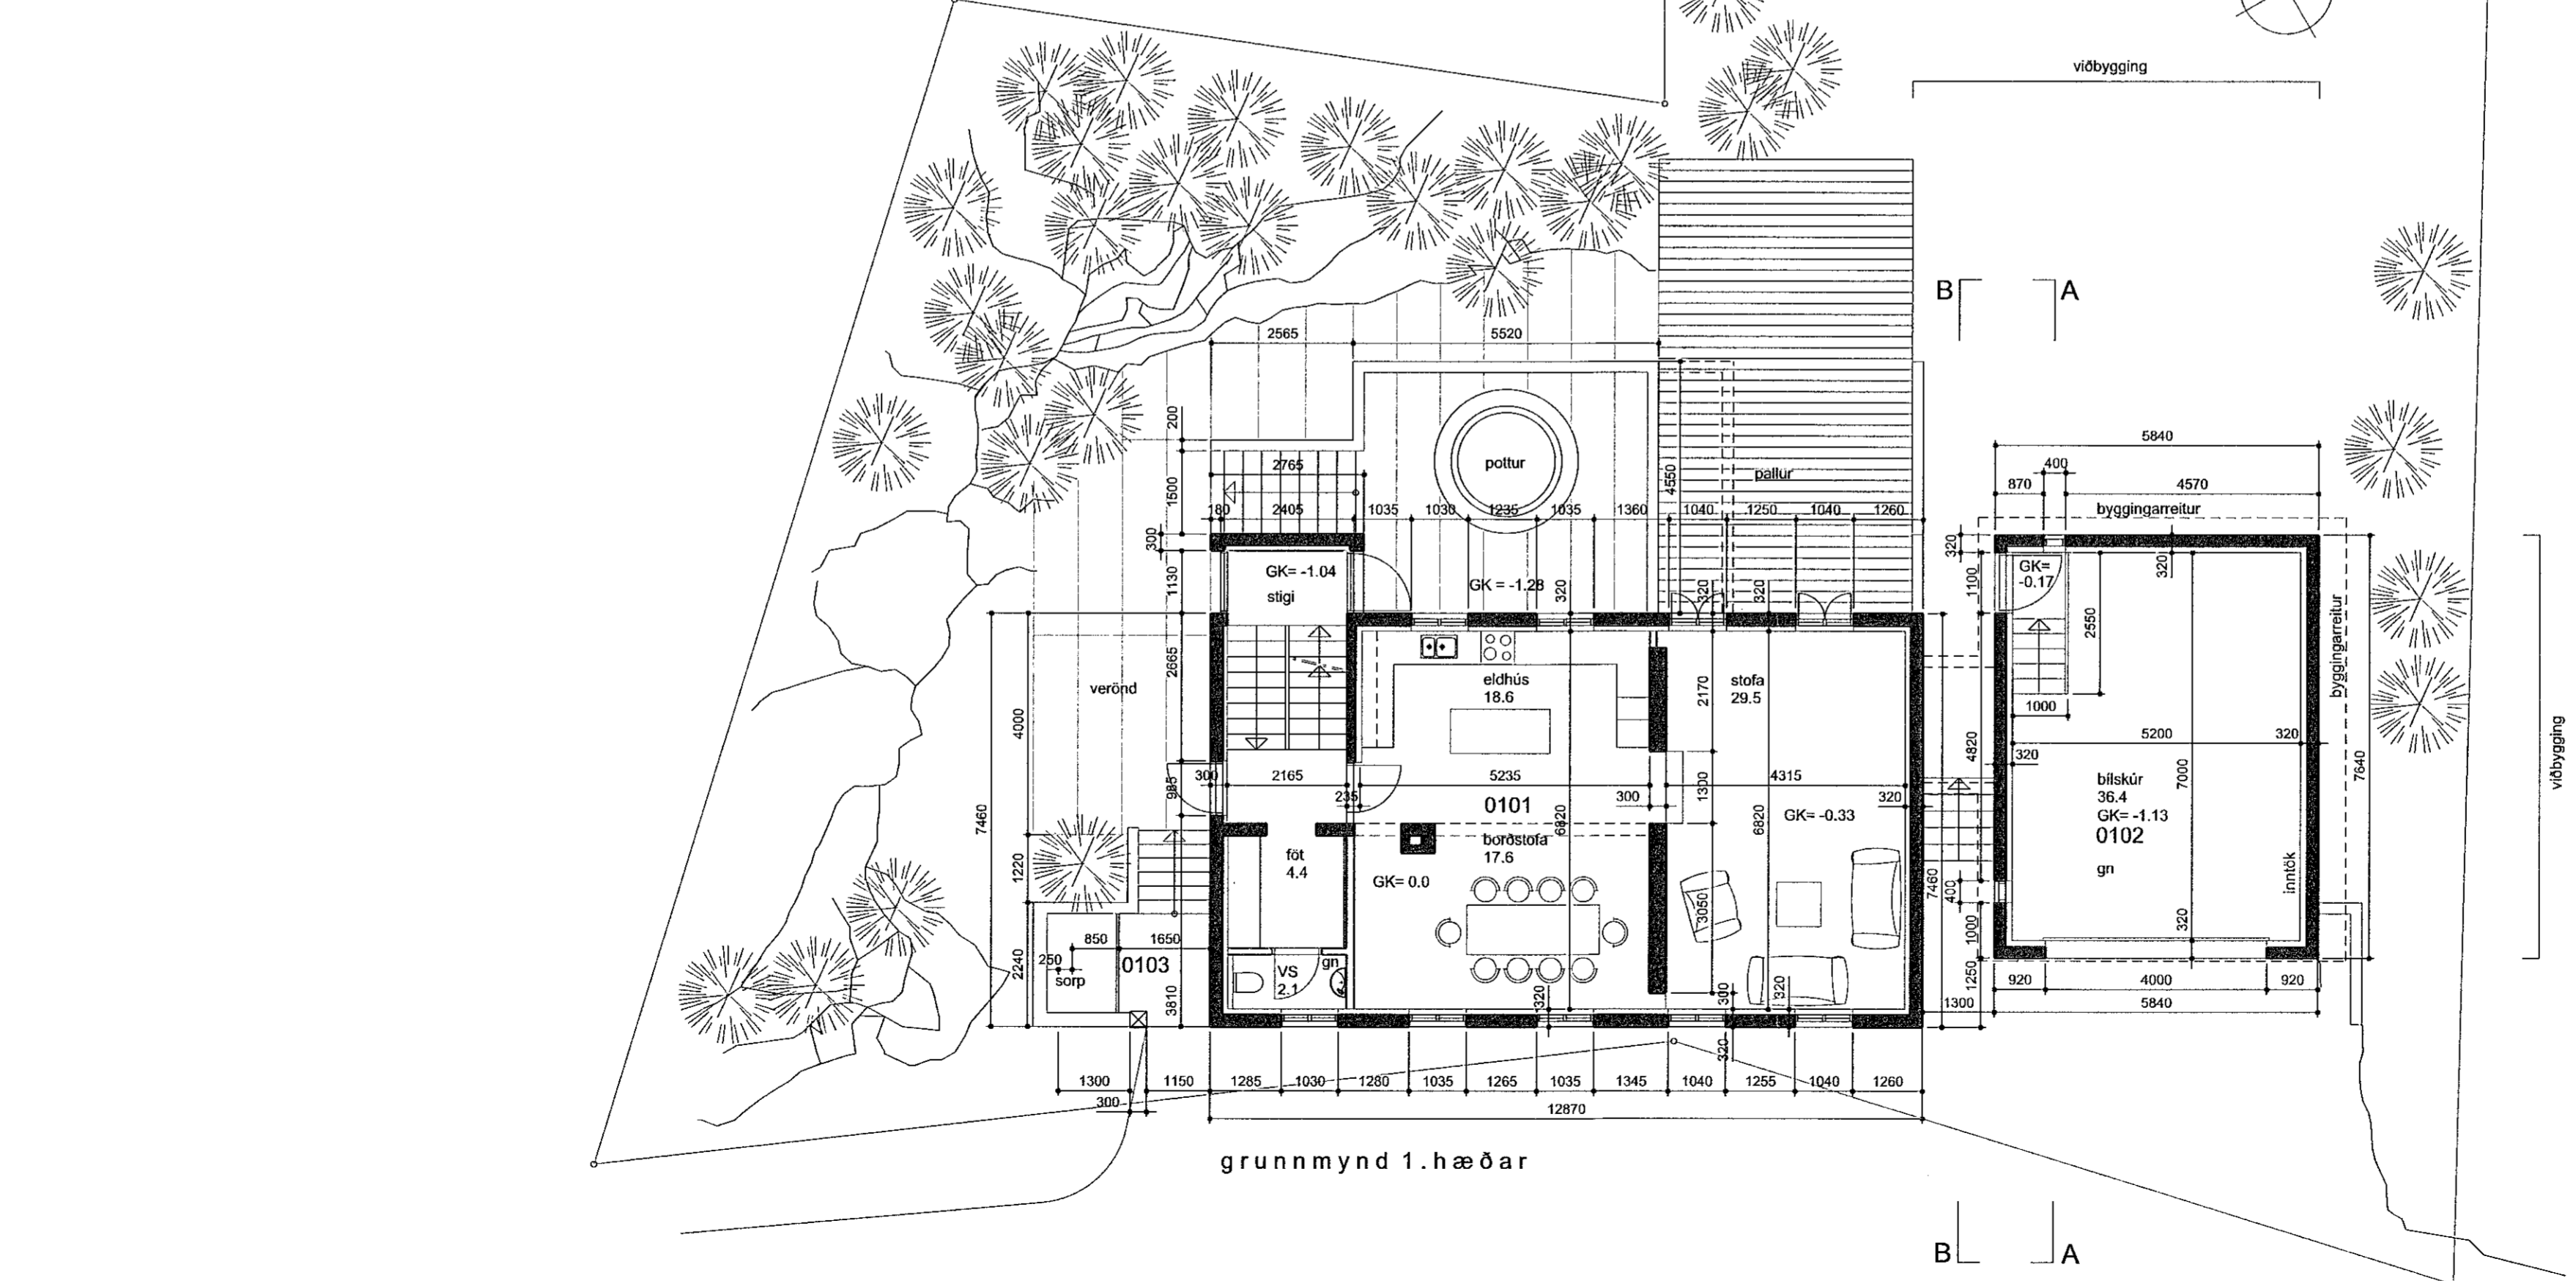 viðbygging
B A
2565 5520
5840
2000
2765
pottur
4550
pallur
400
870 4570
1500
180 2405 1035 1030 1235 1035 1360 1040 1250 1040 1260
byggingarreitur
300
320
GK= -1.04
stigi
1130
GK = -1.28
320
320
320
1100
GK=
-0.17
320
2550
byggingarreitur
verönd
2665
4000
eldhús
18.6
2170
stofa
29.5
1000
4820
5200 320
320
7640
viðbygging
300 2165 5235 4315
985
235
0101
300
1300
320
7000
bílskúr
36.4
GK= -1.13
0102
gn
7460
6820
6820
GK= -0.33
borðstofa
17.6
föt
4.4
1220
GK= 0.0
7460
400
inntök
3050
850 1650
250
0103
sorp
2240
3810
VS
2.1
gn
320
300
320
1000
320
1250
920 4000 920
1300 5840
320
1300 1150 1285 1030 1280 1035 1265 1035 1345 1040 1255 1040 1260
300
12870
grunnmynd 1.hæðar
B A